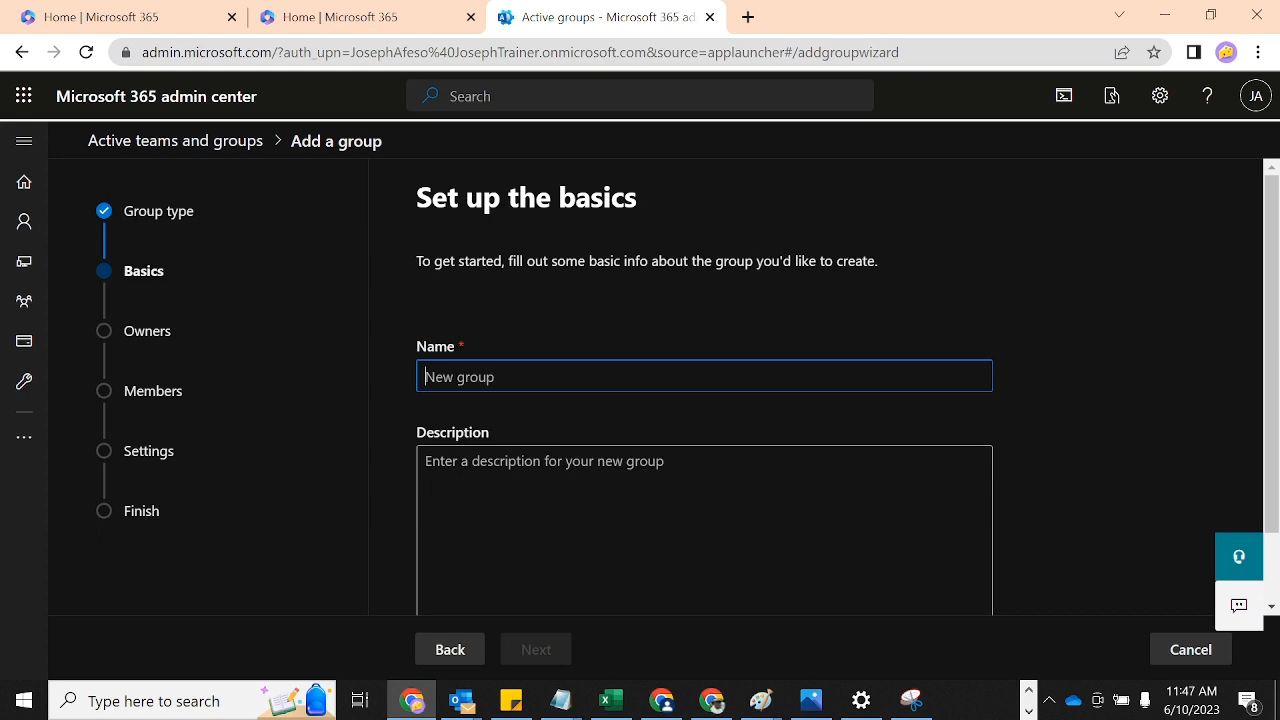 Home | Microsoft 365
Home | Microsoft 365
Active groups - Microsoft 365 ad
admin.microsoft.com/?auth_upn=JosephAfeso%40JosephTrainer.onmicrosoft.com&source=applauncher#/addgroupwizard
Microsoft 365 admin center
Search
JA
Active teams and groups > Add a group
Group type
Basics
Owners
Members
Settings
Finish
Set up the basics
To get started, fill out some basic info about the group you'd like to create.
Name *
New group
Description
Enter a description for your new group
Back
Next
Cancel
Type here to search
11:47 AM
6/10/2023
8